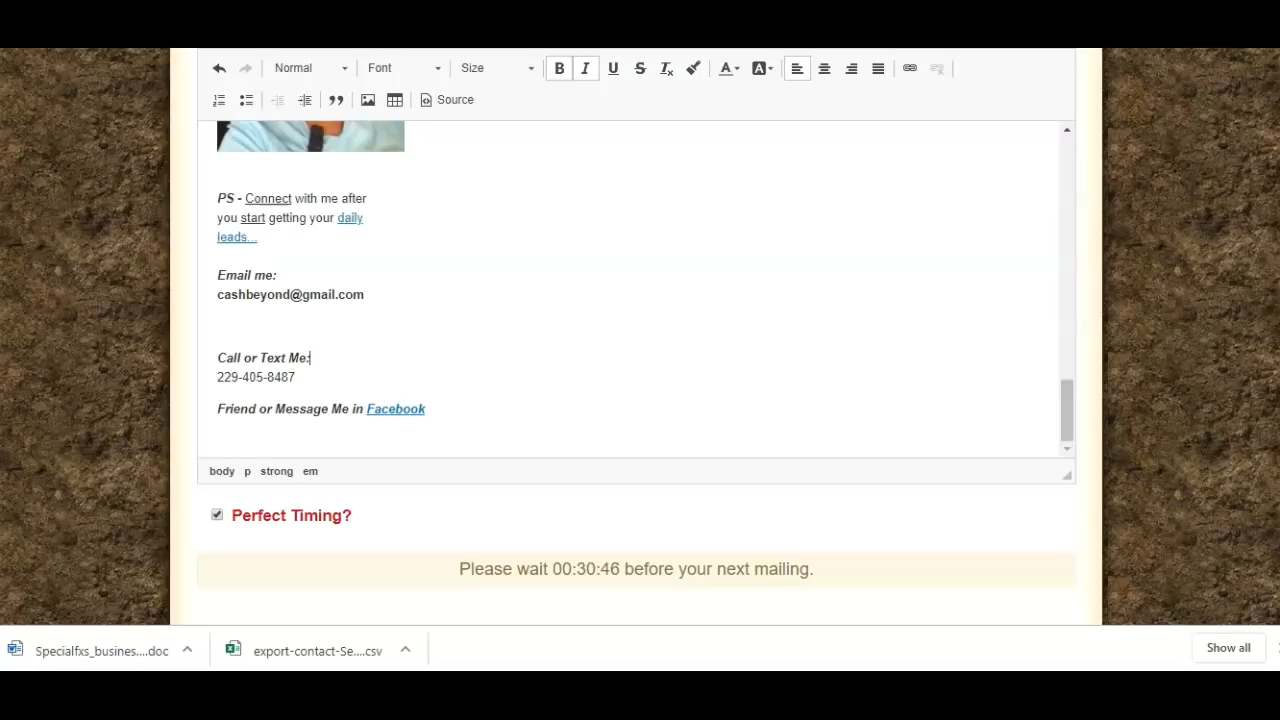 Normal Font Size B I U S Tx A A
Source
PS - Connect with me after
you start getting your daily
leads...
Email me:
cashbeyond@gmail.com
Call or Text Me:
229-405-8487
Friend or Message Me in Facebook
body p strong em
Perfect Timing?
Please wait 00:30:46 before your next mailing.
Specialfxs_busines....doc export-contact-Se....csv Show all